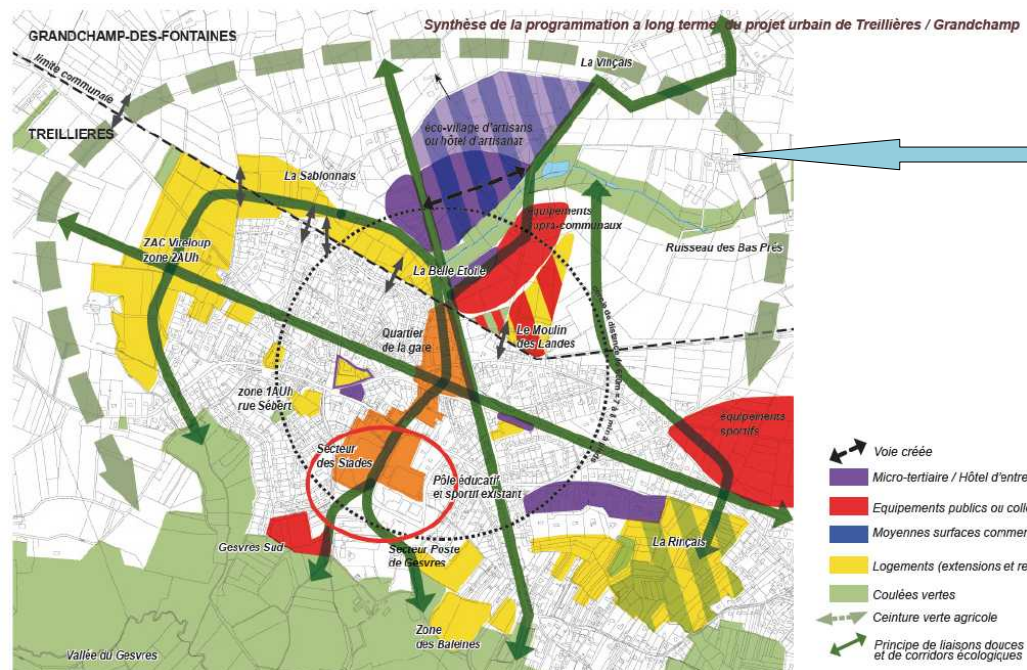 Synthèse de la programmation a long terme du projet urbain de Treillières / Grandchamp
GRANDCHAMP-DES-FONTAINES
limite communale
TREILLIERES
La Vinçais
éco-village d'artisans
ou hôtel d'artisanat
La Sablonnais
équipements
supra-communaux
ZAC Vireloup
zone 2AUh
Ruisseau des Bas Prés
La Belle Etoile
Quartier
de la gare
Le Moulin
des Landes
zone 1AUh
rue Sébert
équipements
sportifs
Secteur
des Stades
Pôle éducatif
et sportif existant
Gesvres Sud
Secteur Poste
de Gesvres
La Rinçais
Zone
des Baleines
Vallée du Gesvres
Voie créée
Micro-tertiaire / Hôtel d'entre
Equipements publics ou colle
Moyennes surfaces commer
Logements (extensions et re
Coulées vertes
Ceinture verte agricole
Principe de liaisons douces
et de corridors écologiques